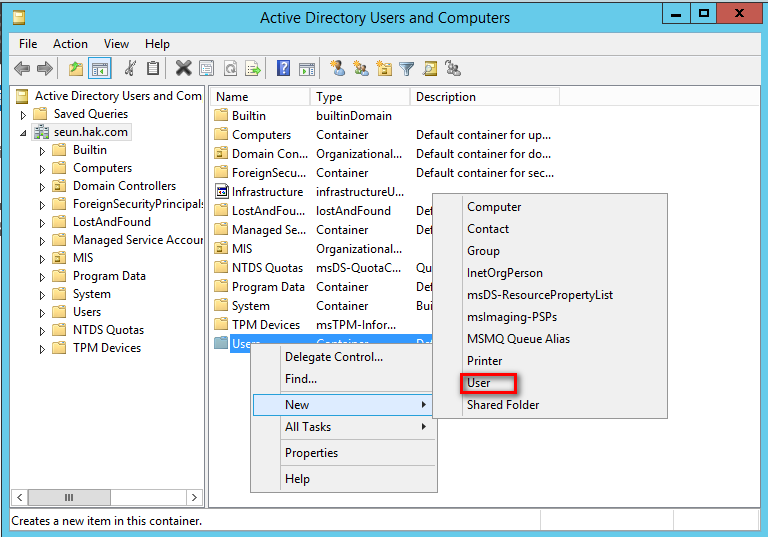 Active Directory Users and Computers
File Action View Help
Active Directory Users and Com
Saved Queries
seun.hak.com
Builtin
Computers
Domain Controllers
ForeignSecurityPrincipals
LostAndFound
Managed Service Accour
MIS
Program Data
System
Users
NTDS Quotas
TPM Devices
Name Type Description
Builtin builtinDomain
Computers Container Default container for up...
Domain Con... Organizational... Default container for do...
ForeignSecur... Container Default container for sec...
Infrastructure infrastructureU...
LostAndFou... lostAndFound Def
Managed Se... Container Def
MIS Organizational...
NTDS Quotas msDS-QuotaC... Qu
Program Data Container Def
System Container Bui
TPM Devices msTPM-Infor...
Users Container Def
Delegate Control...
Find...
New
All Tasks
Properties
Help
Computer
Contact
Group
InetOrgPerson
msDS-ResourcePropertyList
msImaging-PSPs
MSMQ Queue Alias
Printer
User
Shared Folder
Creates a new item in this container.